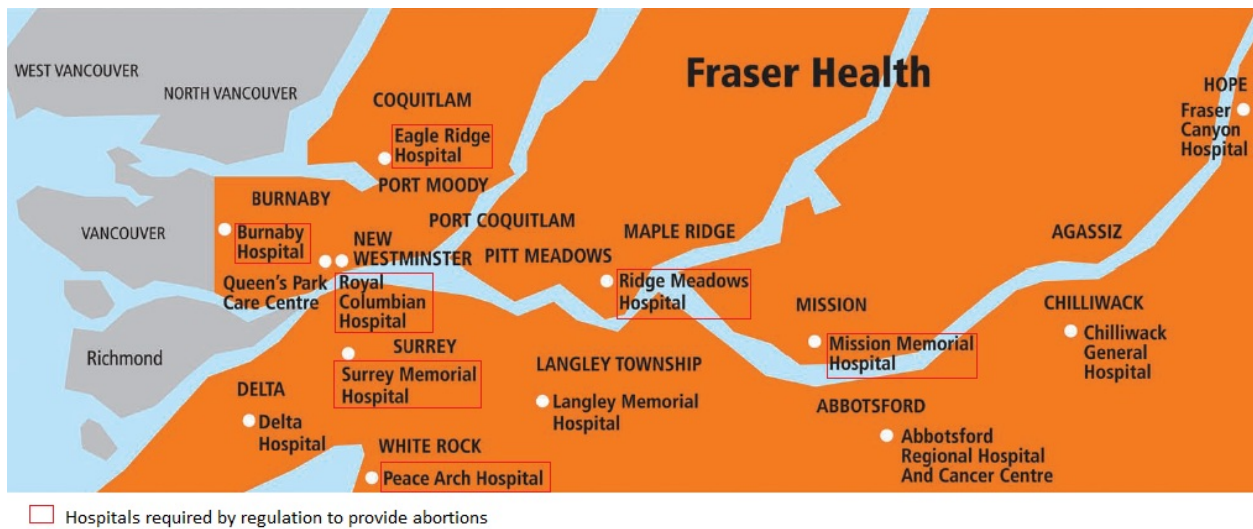 Fraser Health
WEST VANCOUVER
NORTH VANCOUVER
COQUITLAM
Eagle Ridge
Hospital
PORT MOODY
HOPE
Fraser
Canyon
Hospital
BURNABY
Burnaby
Hospital
VANCOUVER
NEW
WESTMINSTER
PORT COQUITLAM
PITT MEADOWS
MAPLE RIDGE
Ridge Meadows
Hospital
AGASSIZ
Queen's Park
Care Centre
Royal
Columbian
Hospital
MISSION
Mission Memorial
Hospital
CHILLIWACK
Chilliwack
General
Hospital
Richmond
SURREY
Surrey Memorial
Hospital
LANGLEY TOWNSHIP
Langley Memorial
Hospital
DELTA
Delta
Hospital
ABBOTSFORD
Abbotsford
Regional Hospital
And Cancer Centre
WHITE ROCK
Peace Arch Hospital
Hospitals required by regulation to provide abortions